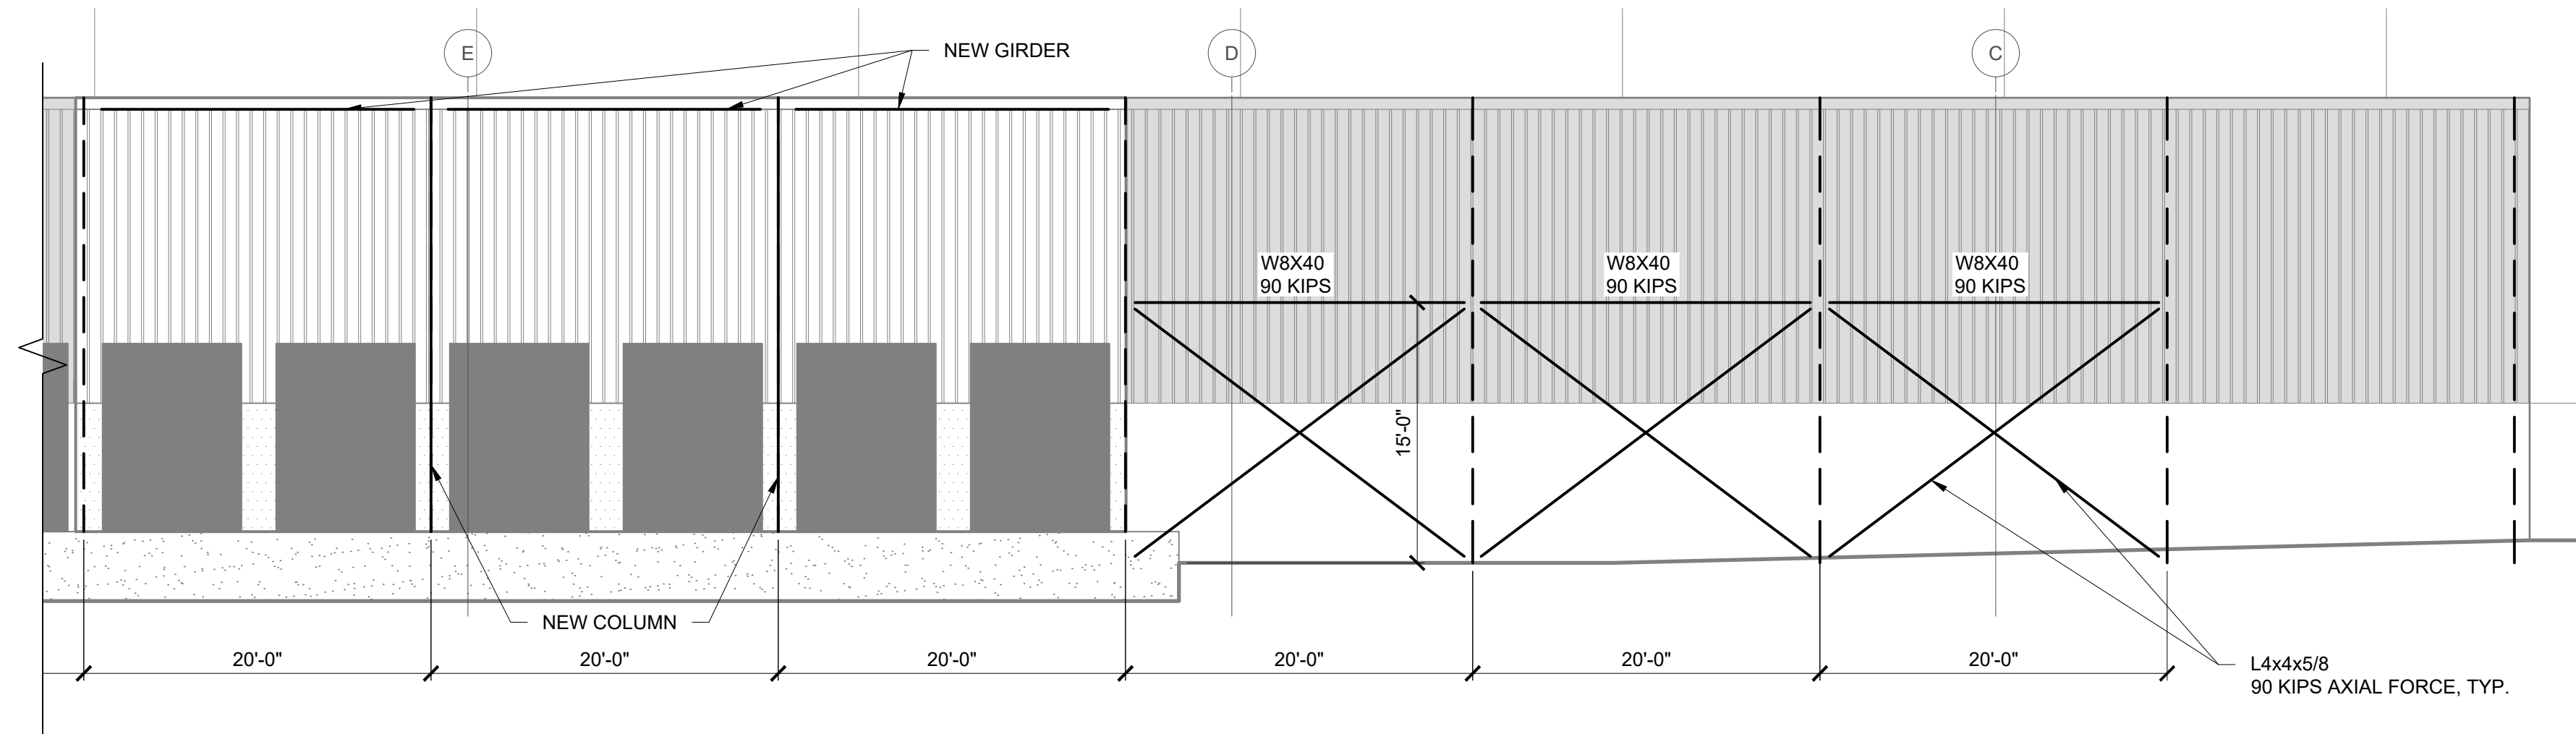 E
D
C
NEW GIRDER
W8X40
90 KIPS
W8X40
90 KIPS
W8X40
90 KIPS
15'-0"
NEW COLUMN
20'-0"
20'-0"
20'-0"
20'-0"
20'-0"
20'-0"
L4x4x5/8
90 KIPS AXIAL FORCE, TYP.